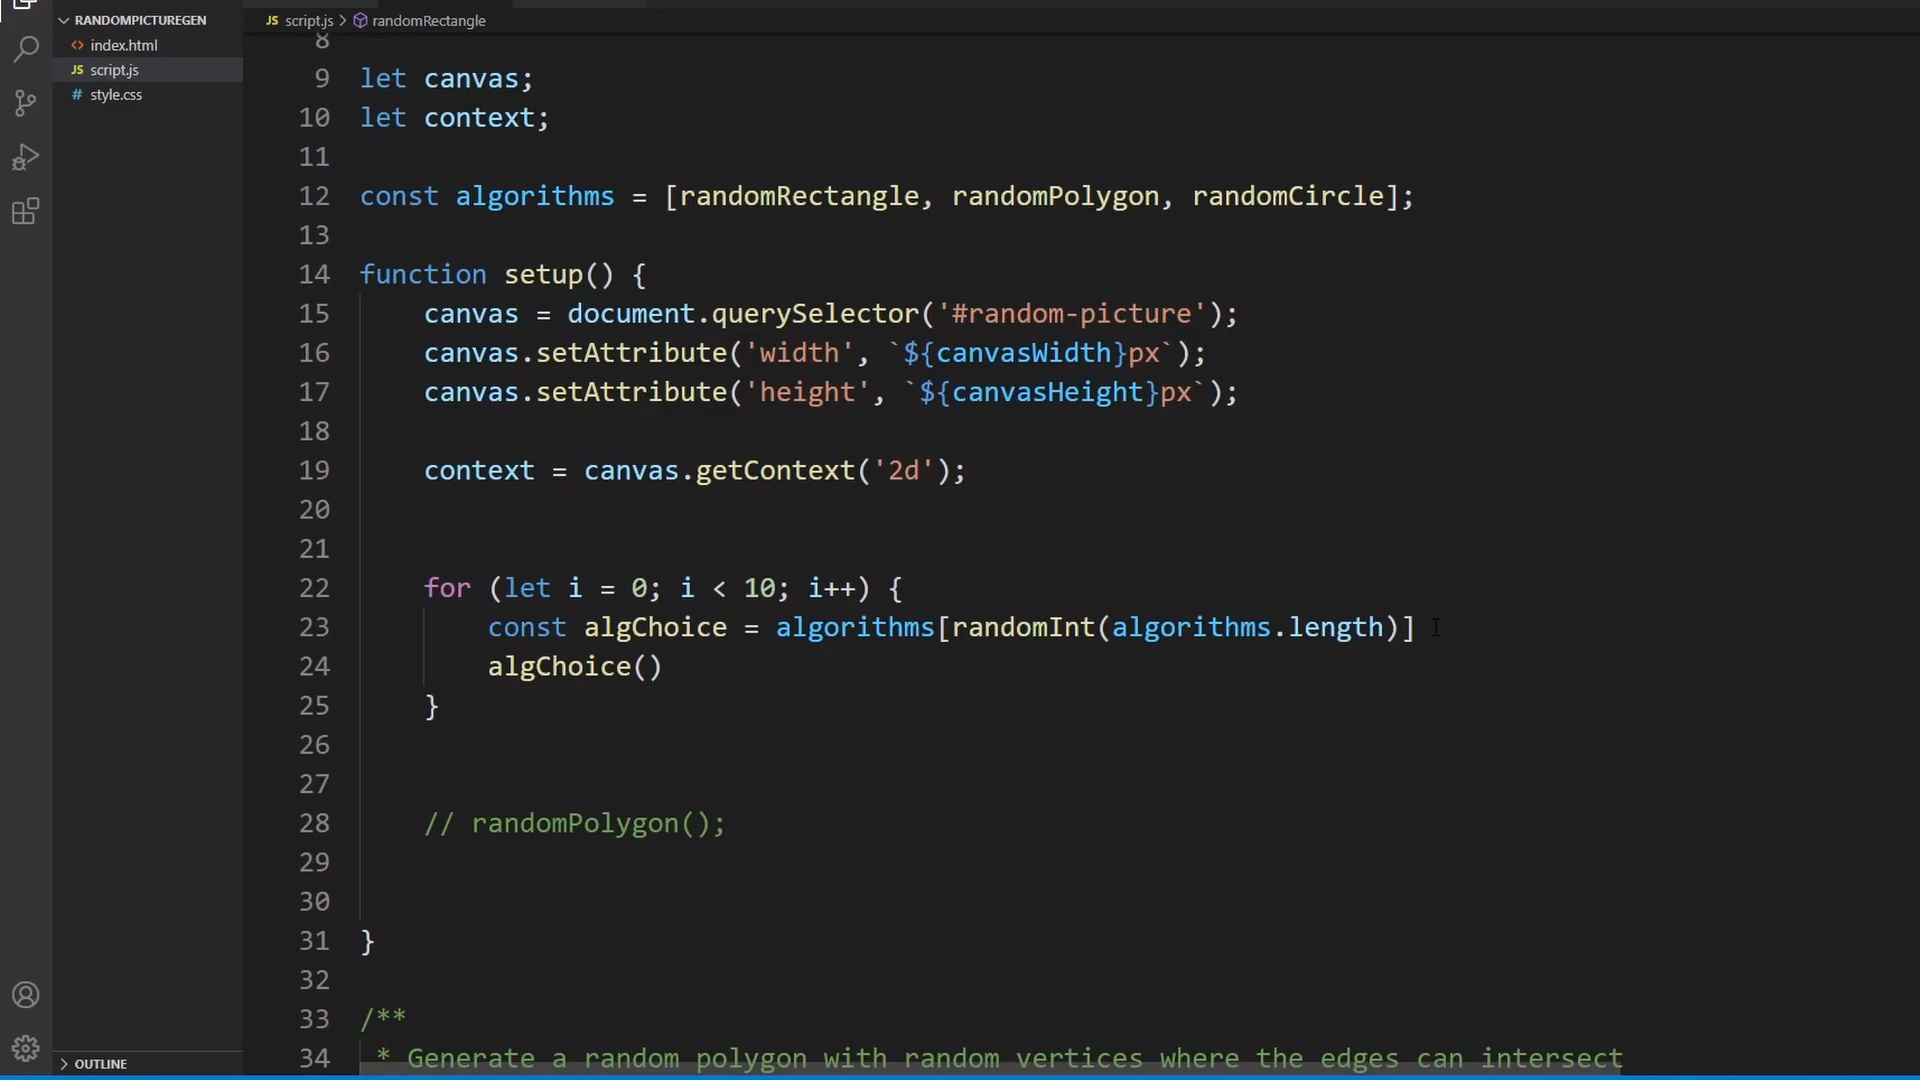 RANDOMPICTUREGEN
<> index.html
JS script.js
# style.css
OUTLINE
JS script.js > randomRectangle
8
9 let canvas;
10 let context;
11
12 const algorithms = [randomRectangle, randomPolygon, randomCircle];
13
14 function setup() {
15 canvas = document.querySelector('#random-picture');
16 canvas.setAttribute('width', `${canvasWidth}px`);
17 canvas.setAttribute('height', `${canvasHeight}px`);
18
19 context = canvas.getContext('2d');
20
21
22 for (let i = 0; i < 10; i++) {
23 const algChoice = algorithms[randomInt(algorithms.length)]
24 algChoice()
25 }
26
27
28 // randomPolygon();
29
30
31 }
32
33 /**
34 * Generate a random polygon with random vertices where the edges can intersect